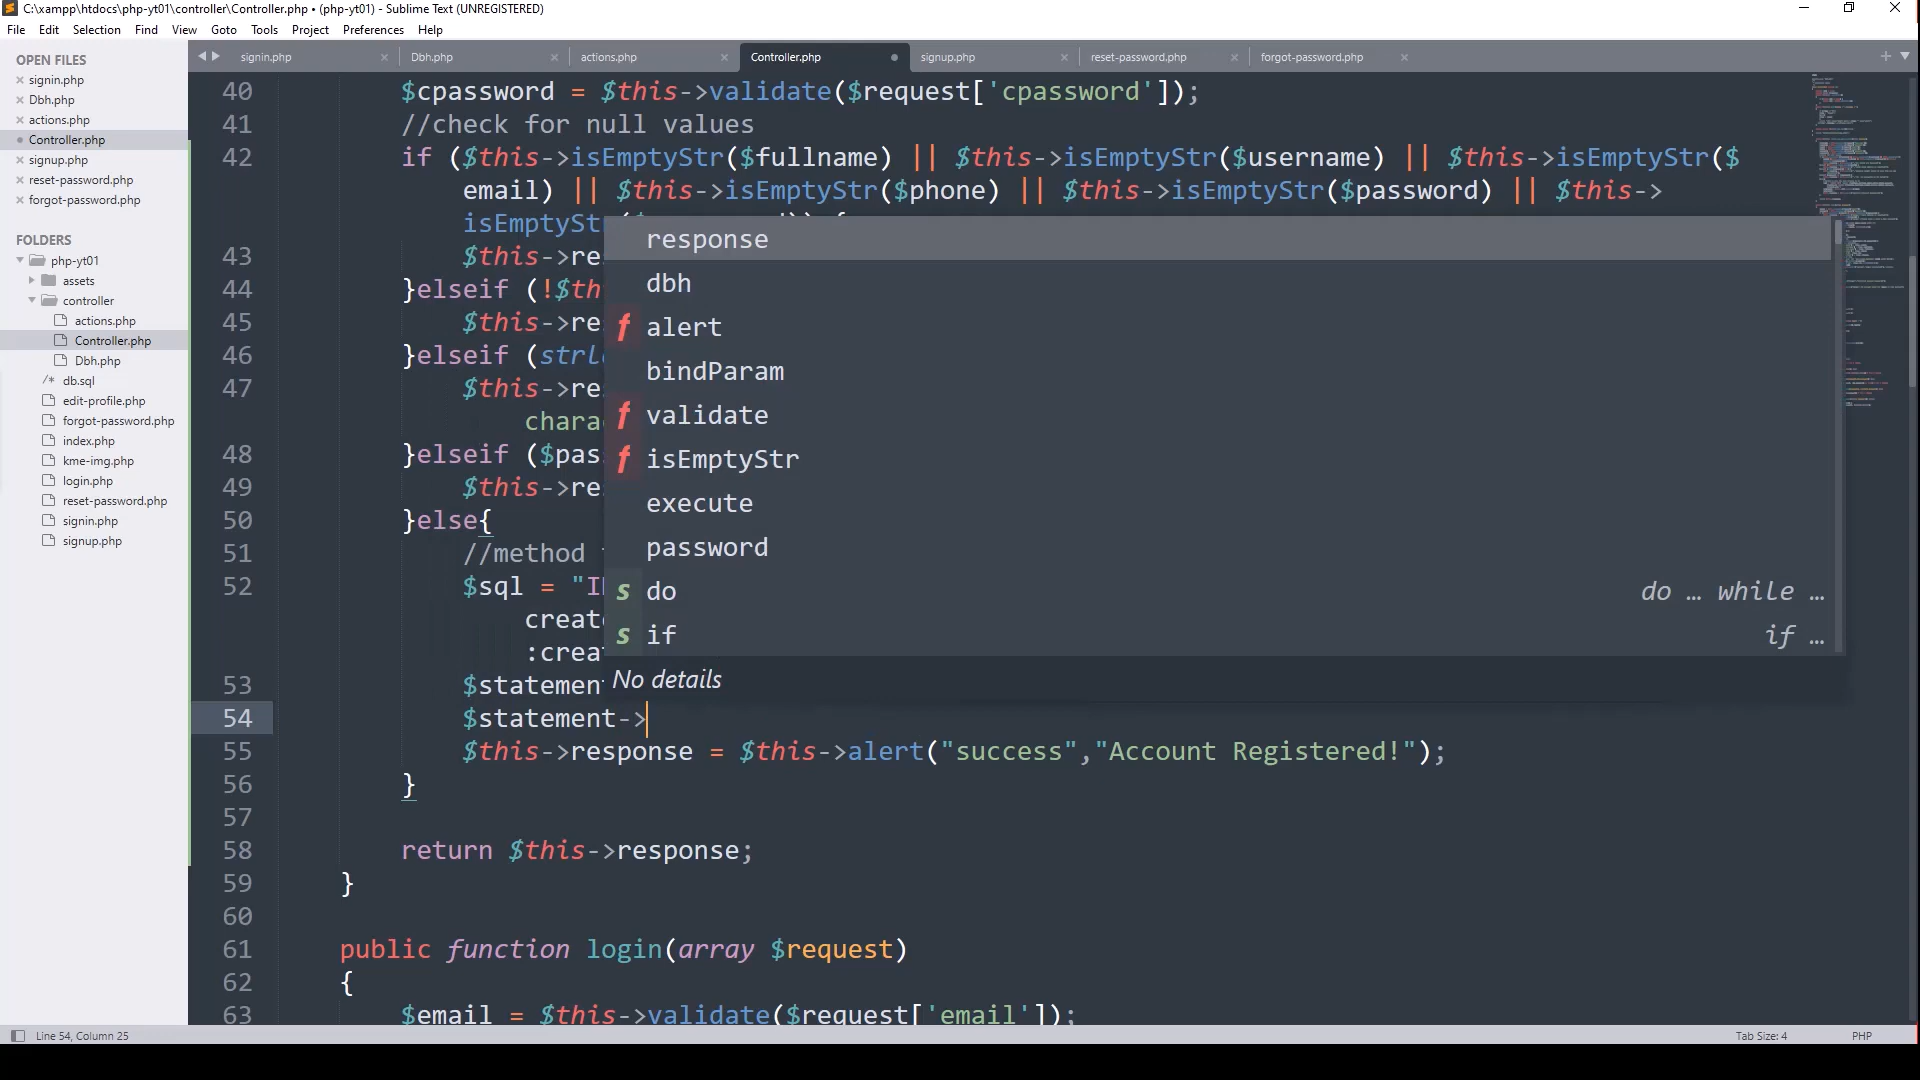 C:\xampp\htdocs\php-yt01\controller\Controller.php • (php-yt01) - Sublime Text (UNREGISTERED)
File Edit Selection Find View Goto Tools Project Preferences Help
OPEN FILES
signin.php
Dbh.php
actions.php
Controller.php
signup.php
reset-password.php
forgot-password.php
FOLDERS
php-yt01
assets
controller
actions.php
Controller.php
Dbh.php
/* db.sql
edit-profile.php
forgot-password.php
index.php
kme-img.php
login.php
reset-password.php
signin.php
signup.php
signin.php Dbh.php actions.php Controller.php signup.php reset-password.php forgot-password.php
40 $cpassword = $this->validate($request['cpassword']);
41 //check for null values
42 if ($this->isEmptyStr($fullname) || $this->isEmptyStr($username) || $this->isEmptyStr($
email) || $this->isEmptyStr($phone) || $this->isEmptyStr($password) || $this->
isEmptyStr
43 $this->re
44 }elseif (!$th
45 $this->re
46 }elseif (strl
47 $this->re
chara
48 }elseif ($pas
49 $this->re
50 }else{
51 //method
52 $sql = "I
create
:crea
53 $statement
54 $statement->
55 $this->response = $this->alert("success","Account Registered!");
56 }
57
58 return $this->response;
59 }
60
61 public function login(array $request)
62 {
63 $email = $this->validate($request['email']);
response
dbh
f alert
bindParam
f validate
f isEmptyStr
execute
password
s do do … while …
s if if …
No details
Line 54, Column 25 Tab Size: 4 PHP